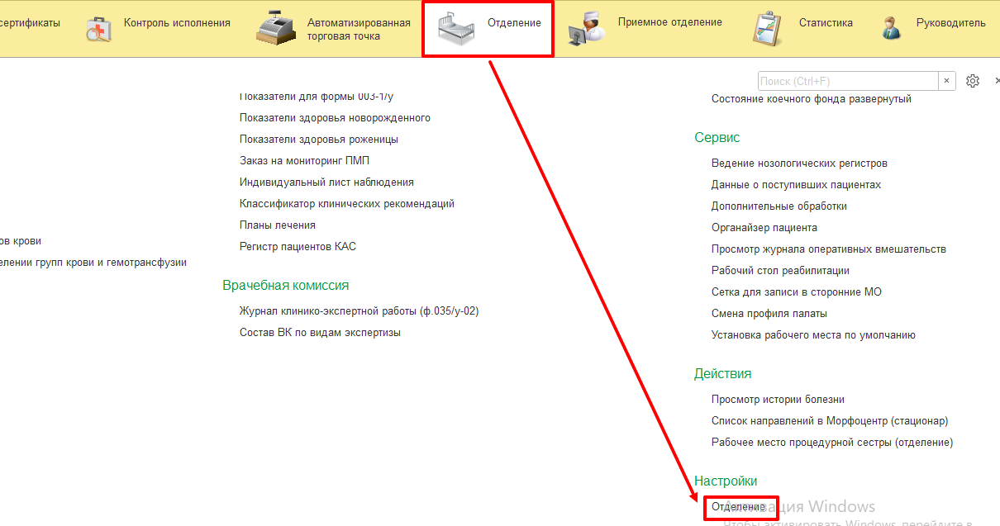 сертификаты
Контроль исполнения
Автоматизированная
торговая точка
Отделение
Приемное отделение
Статистика
Руководитель
Поиск (Ctrl+F)
Показатели для формы 003-1/у
Показатели здоровья новорожденного
Показатели здоровья роженицы
Заказ на мониторинг ПМП
Индивидуальный лист наблюдения
Классификатор клинических рекомендаций
Планы лечения
Регистр пациентов КАС
ов крови
елении групп крови и гемотрансфузии
Врачебная комиссия
Журнал клинико-экспертной работы (ф.035/у-02)
Состав ВК по видам экспертизы
Состояние коечного фонда развернутый
Сервис
Ведение нозологических регистров
Данные о поступивших пациентах
Дополнительные обработки
Органайзер пациента
Просмотр журнала оперативных вмешательств
Рабочий стол реабилитации
Сетка для записи в сторонние МО
Смена профиля палаты
Установка рабочего места по умолчанию
Действия
Просмотр истории болезни
Список направлений в Морфоцентр (стационар)
Рабочее место процедурной сестры (отделение)
Настройки
Отделение
Активация Windows
Чтобы активировать Windows, перейдите в